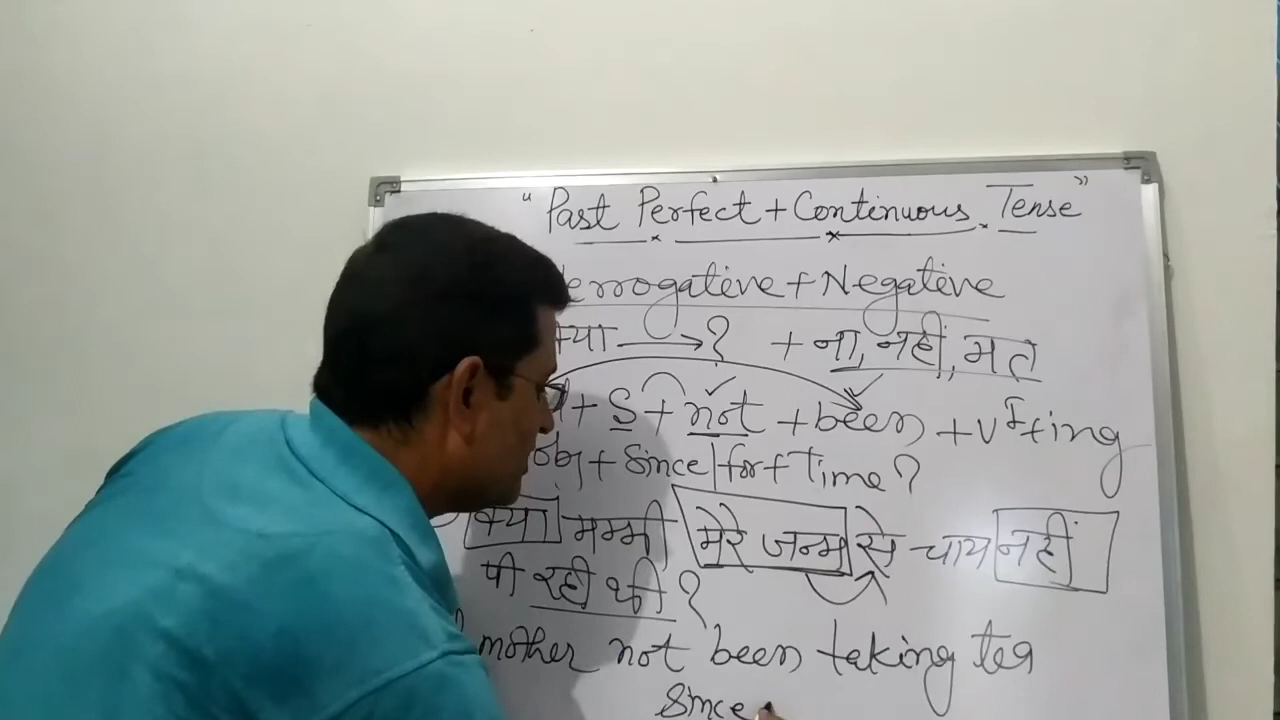 "Past Perfect + Continuous Tense"
errogative + Negative
क्या → ? + ना, नहीं, मत
+ S + not + been + V I + ing
obj + Since | for + Time ?
क्या मम्मी मेरे जन्म से चाय नहीं
पी रही थी ?
mother not been taking tea
Since